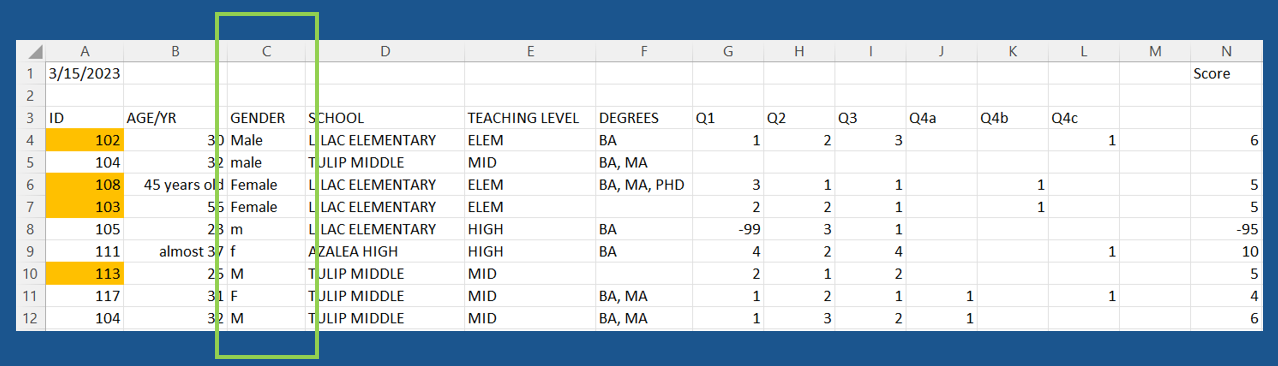 A B C D E F G H I J K L M N
1 3/15/2023 Score
2
3 ID AGE/YR GENDER SCHOOL TEACHING LEVEL DEGREES Q1 Q2 Q3 Q4a Q4b Q4c
4 102 30 Male LILAC ELEMENTARY ELEM BA 1 2 3 1 6
5 104 32 male TULIP MIDDLE MID BA, MA
6 108 45 years old Female LILAC ELEMENTARY ELEM BA, MA, PHD 3 1 1 1 5
7 103 55 Female LILAC ELEMENTARY ELEM 2 2 1 1 5
8 105 23 m LILAC ELEMENTARY HIGH BA -99 3 1 -95
9 111 almost 37 f AZALEA HIGH HIGH BA 4 2 4 1 10
10 113 25 M TULIP MIDDLE MID 2 1 2 5
11 117 31 F TULIP MIDDLE MID BA, MA 1 2 1 1 1 4
12 104 32 M TULIP MIDDLE MID BA, MA 1 3 2 1 6